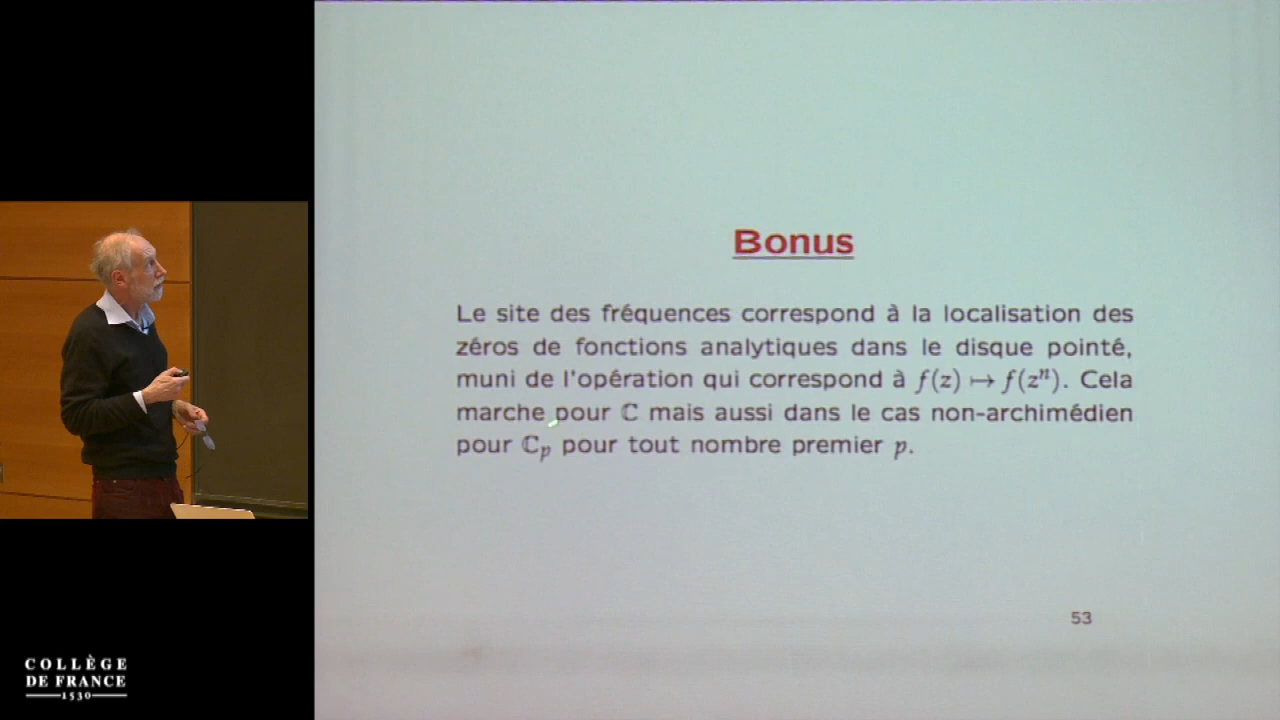 Bonus
Le site des fréquences correspond à la localisation des
zéros de fonctions analytiques dans le disque pointé,
muni de l'opération qui correspond à f(z) ↦ f(zⁿ). Cela
marche pour ℂ mais aussi dans le cas non-archimédien
pour ℂₚ pour tout nombre premier p.
53
COLLÈGE
DE FRANCE
1530